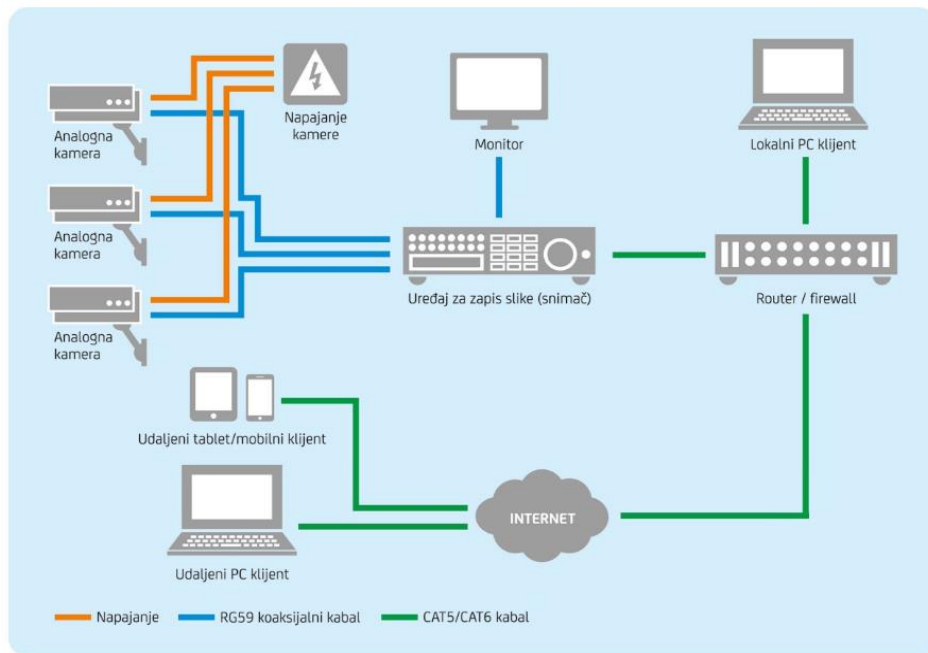 Analogna
kamera
Napajanje
kamere
Monitor
Lokalni PC klijent
Analogna
kamera
Uređaj za zapis slike (snimač)
Router / firewall
Analogna
kamera
Udaljeni tablet/mobilni klijent
INTERNET
Udaljeni PC klijent
Napajanje
RG59 koaksijalni kabal
CAT5/CAT6 kabal